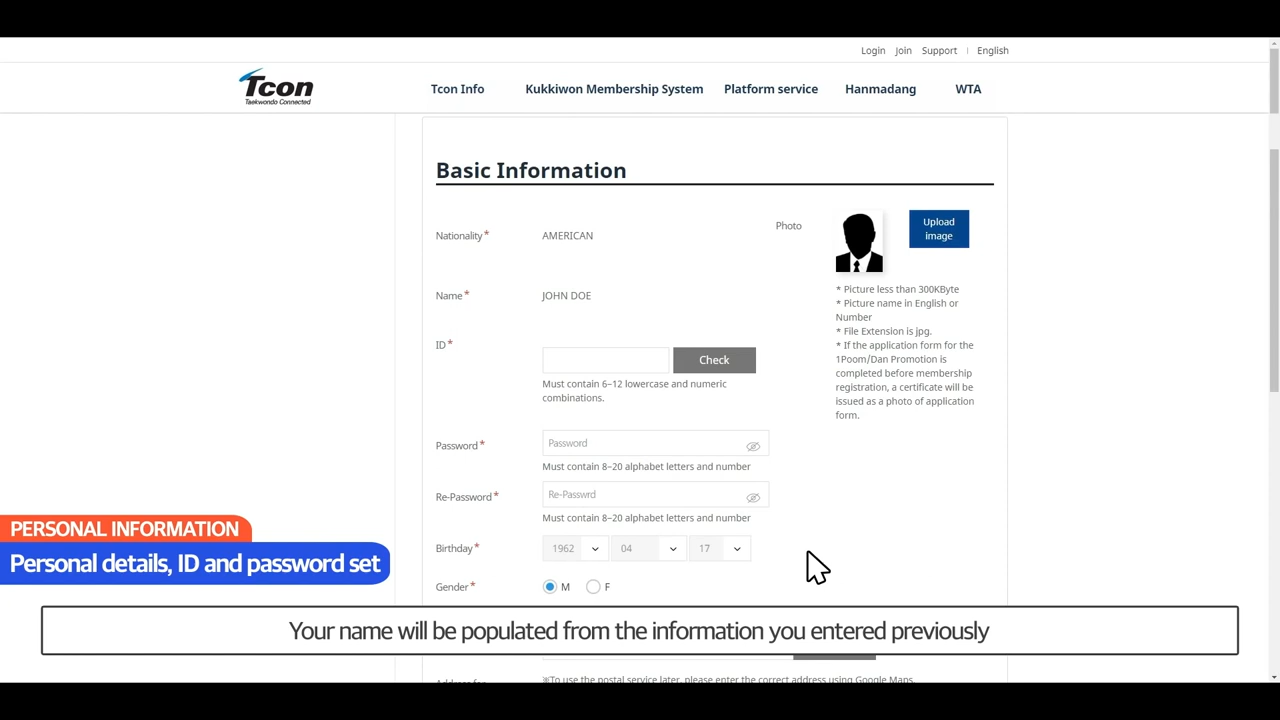 Login Join Support | English
Tcon
Taekwondo Connected
Tcon Info Kukkiwon Membership System Platform service Hanmadang WTA
Basic Information
Nationality* AMERICAN
Photo
Upload
image
Name* JOHN DOE
* Picture less than 300KByte
* Picture name in English or
Number
* File Extension is jpg.
* If the application form for the
1Poom/Dan Promotion is
completed before membership
registration, a certificate will be
issued as a photo of application
form.
ID*
Check
Must contain 6–12 lowercase and numeric
combinations.
Password* Password
Must contain 8–20 alphabet letters and number
Re-Password* Re-Passwrd
Must contain 8–20 alphabet letters and number
Birthday* 1962 04 17
Gender* M F
PERSONAL INFORMATION
Personal details, ID and password set
Your name will be populated from the information you entered previously
Address for
※To use the postal service later, please enter the correct address using Google Maps.